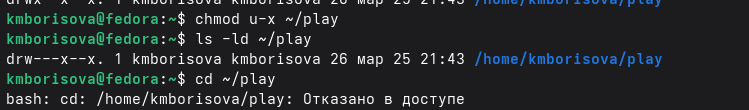 drwx--x--x. 1 kmborisova kmborisova 26 мар 25 21:43 /home/kmborisova/play
kmborisova@fedora:~$ chmod u-x ~/play
kmborisova@fedora:~$ ls -ld ~/play
drw---x--x. 1 kmborisova kmborisova 26 мар 25 21:43 /home/kmborisova/play
kmborisova@fedora:~$ cd ~/play
bash: cd: /home/kmborisova/play: Отказано в доступе